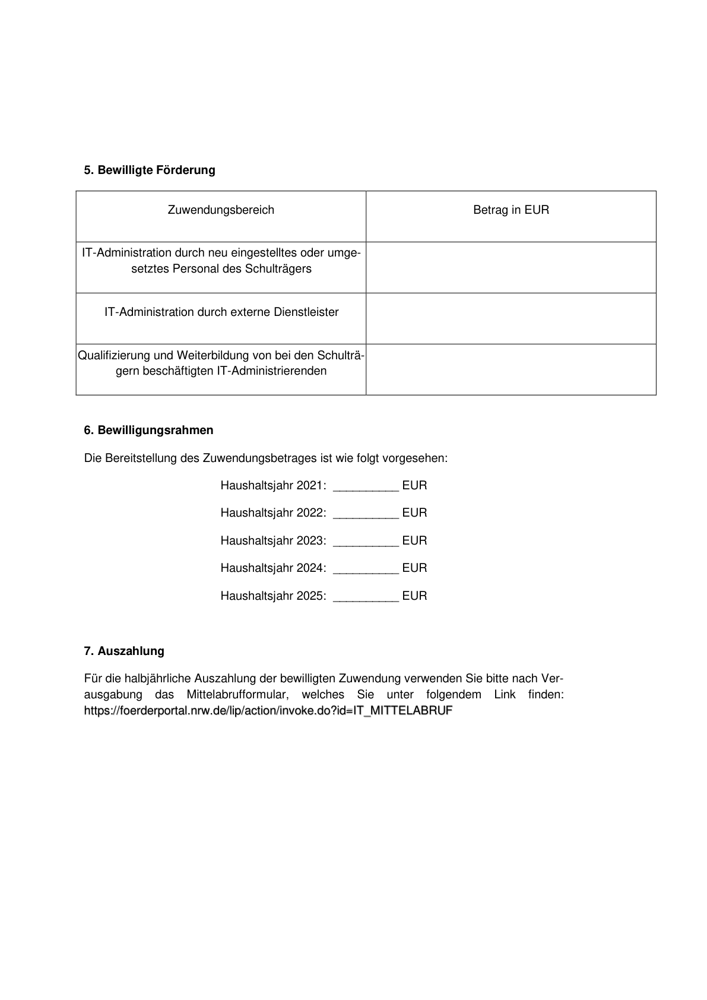 5. Bewilligte Förderung
Zuwendungsbereich
Betrag in EUR
IT-Administration durch neu eingestelltes oder umge-
setztes Personal des Schulträgers
IT-Administration durch externe Dienstleister
Qualifizierung und Weiterbildung von bei den Schulträ-
gern beschäftigten IT-Administrierenden
6. Bewilligungsrahmen
Die Bereitstellung des Zuwendungsbetrages ist wie folgt vorgesehen:
Haushaltsjahr 2021: __________ EUR
Haushaltsjahr 2022: __________ EUR
Haushaltsjahr 2023: __________ EUR
Haushaltsjahr 2024: __________ EUR
Haushaltsjahr 2025: __________ EUR
7. Auszahlung
Für die halbjährliche Auszahlung der bewilligten Zuwendung verwenden Sie bitte nach Ver-
ausgabung das Mittelabrufformular, welches Sie unter folgendem Link finden:
https://foerderportal.nrw.de/lip/action/invoke.do?id=IT_MITTELABRUF